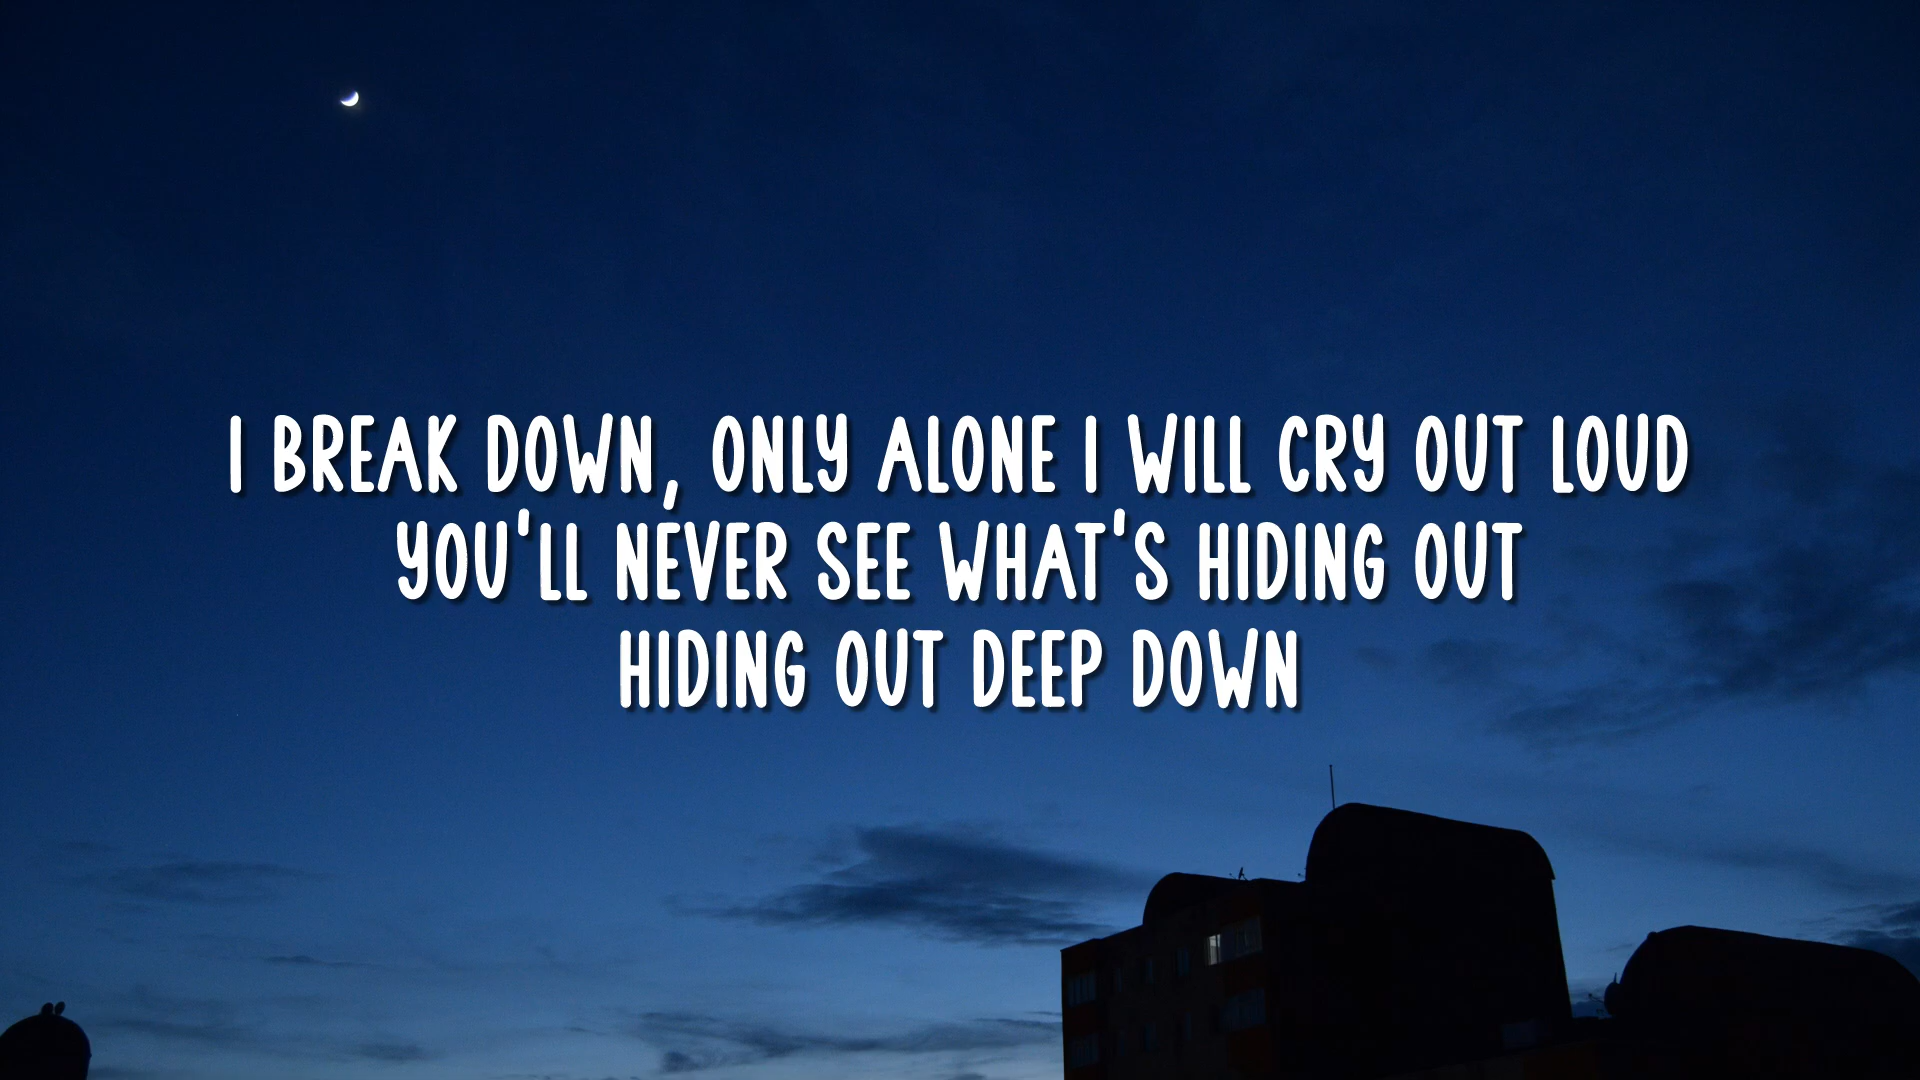 I BREAK DOWN, ONLY ALONE I WILL CRY OUT LOUD
YOU'LL NEVER SEE WHAT'S HIDING OUT
HIDING OUT DEEP DOWN